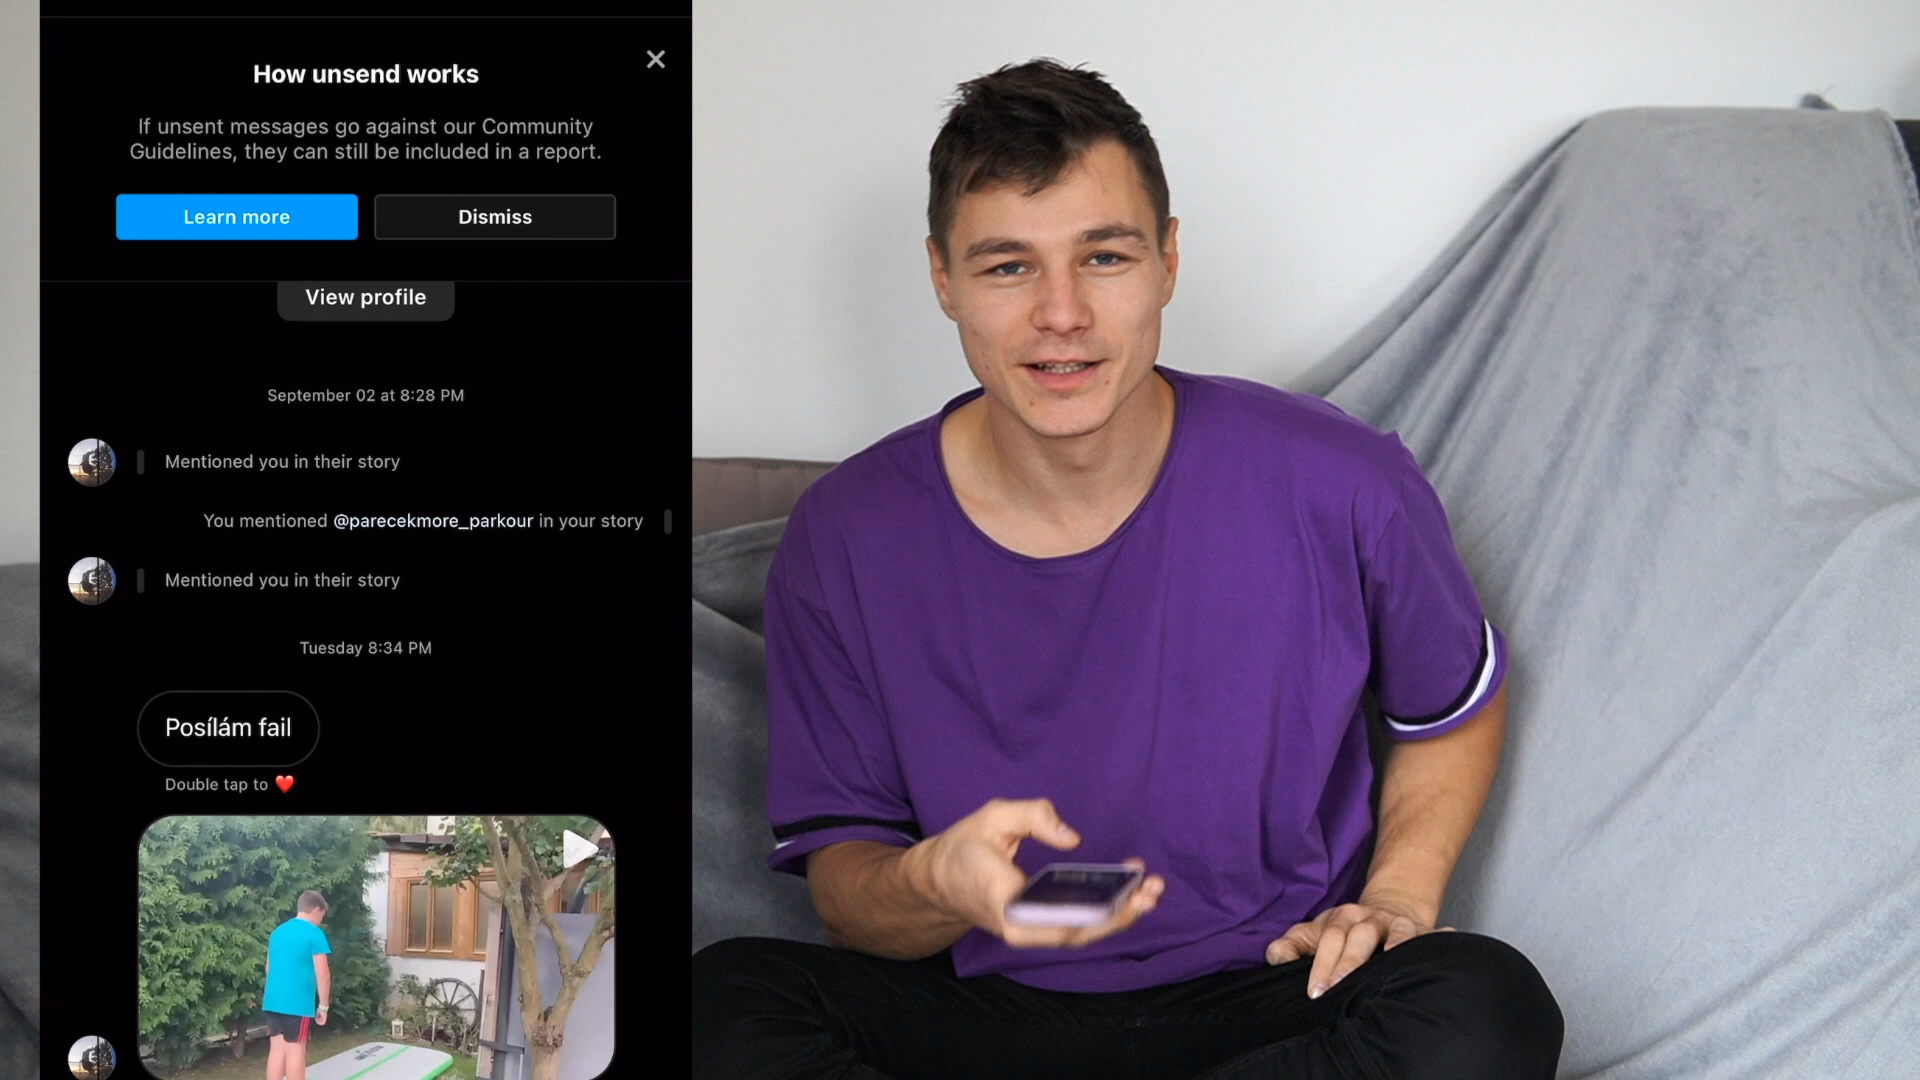 How unsend works
If unsent messages go against our Community
Guidelines, they can still be included in a report.
Learn more
Dismiss
View profile
September 02 at 8:28 PM
Mentioned you in their story
You mentioned @parecekmore_parkour in your story
Mentioned you in their story
Tuesday 8:34 PM
Posílám fail
Double tap to ❤️